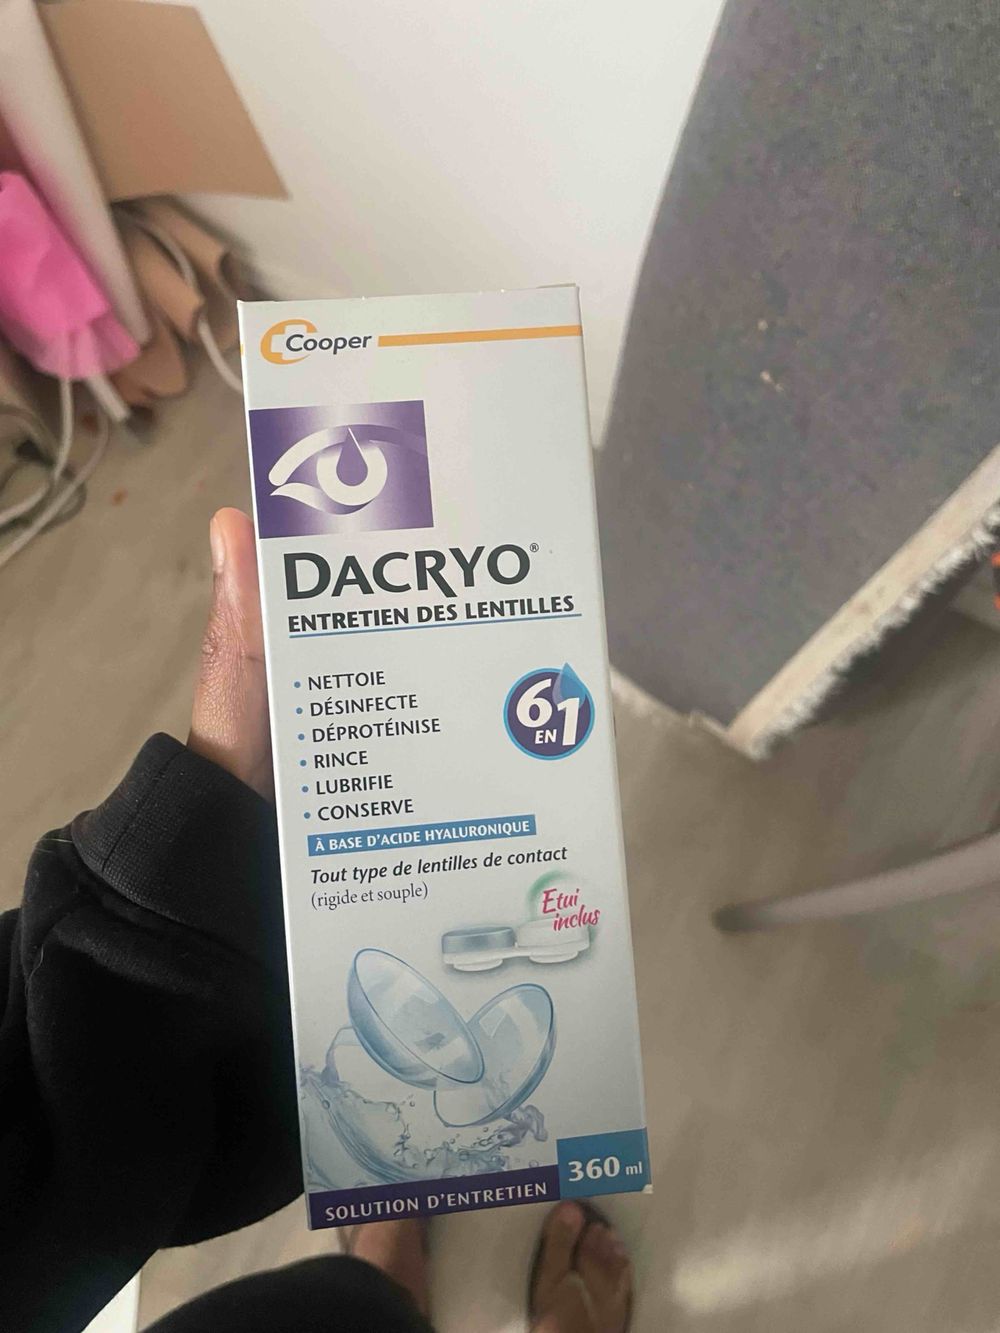 Cooper
DACRYO®
ENTRETIEN DES LENTILLES
• NETTOIE
• DÉSINFECTE
• DÉPROTÉINISE
• RINCE
• LUBRIFIE
• CONSERVE
6 EN 1
À BASE D'ACIDE HYALURONIQUE
Tout type de lentilles de contact
(rigide et souple)
Etui
inclus
360 ml
SOLUTION D'ENTRETIEN